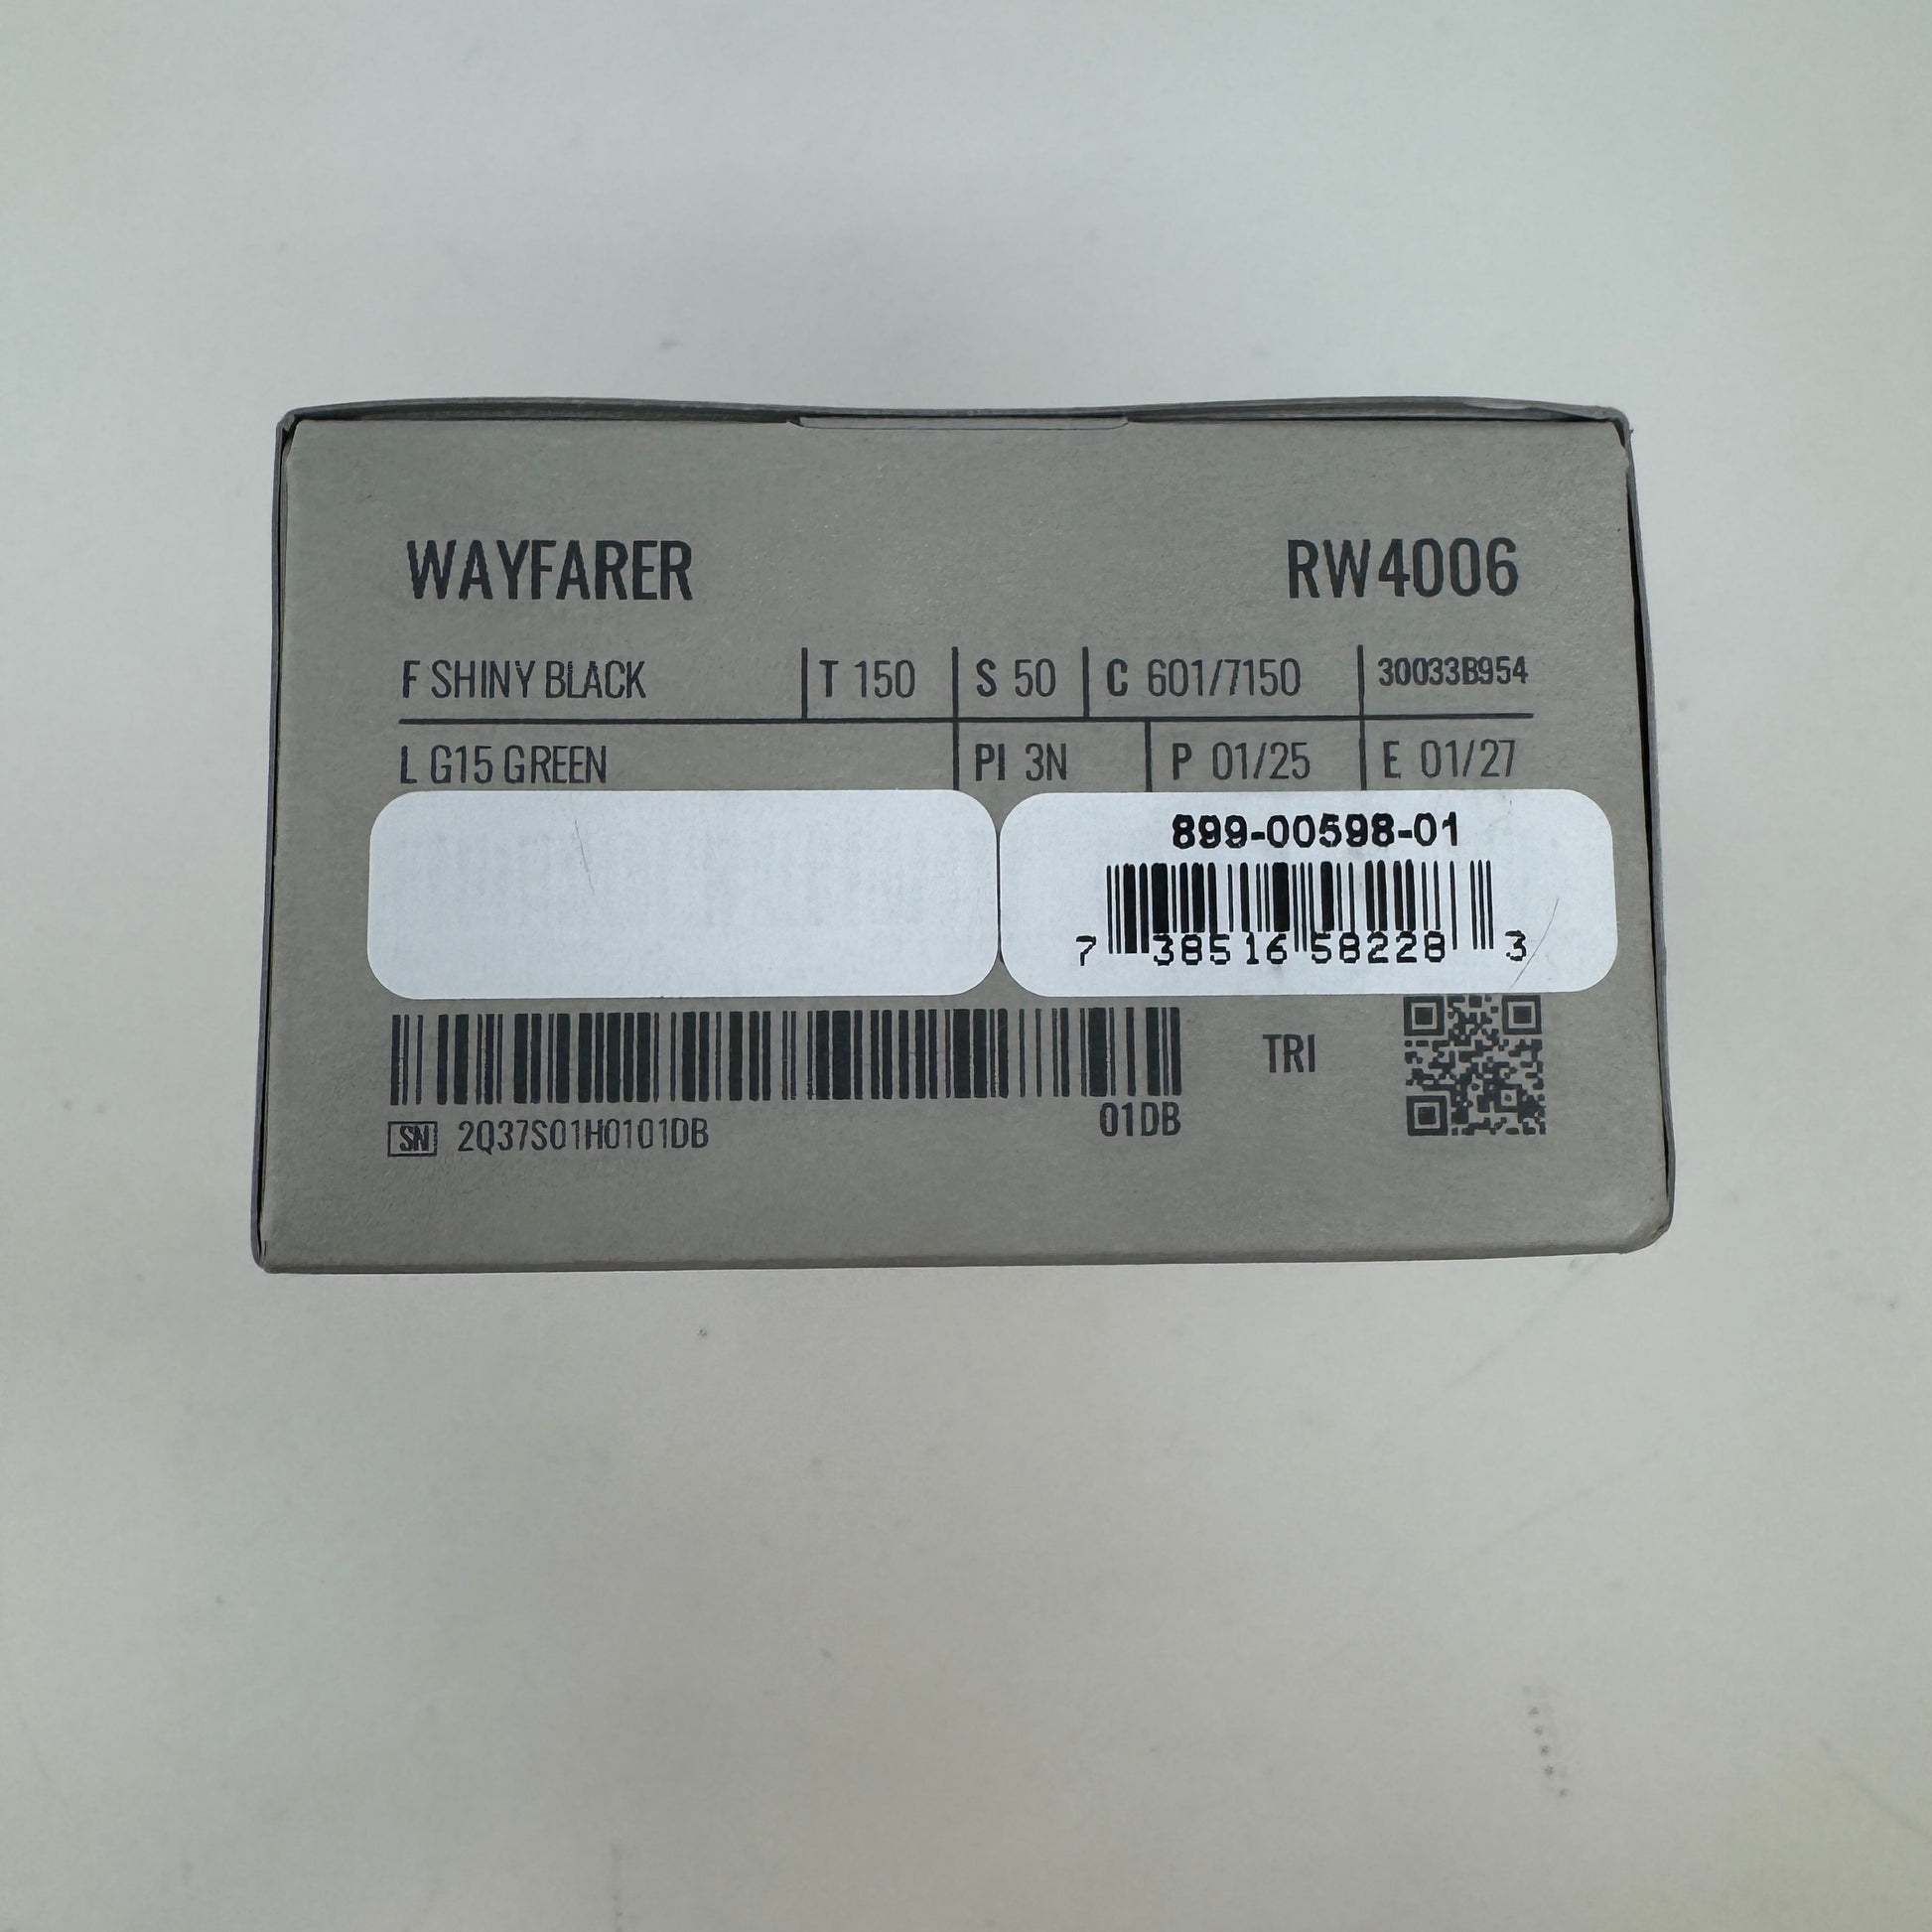 WAYFARER RW4006
F SHINY BLACK T 150 S 50 C 601/7150 30033B954
L G15 GREEN PI 3N P 01/25 E 01/27
899-00598-01
7 38516 58228 3
TRI
01DB
SN 2Q37S01H0101DB